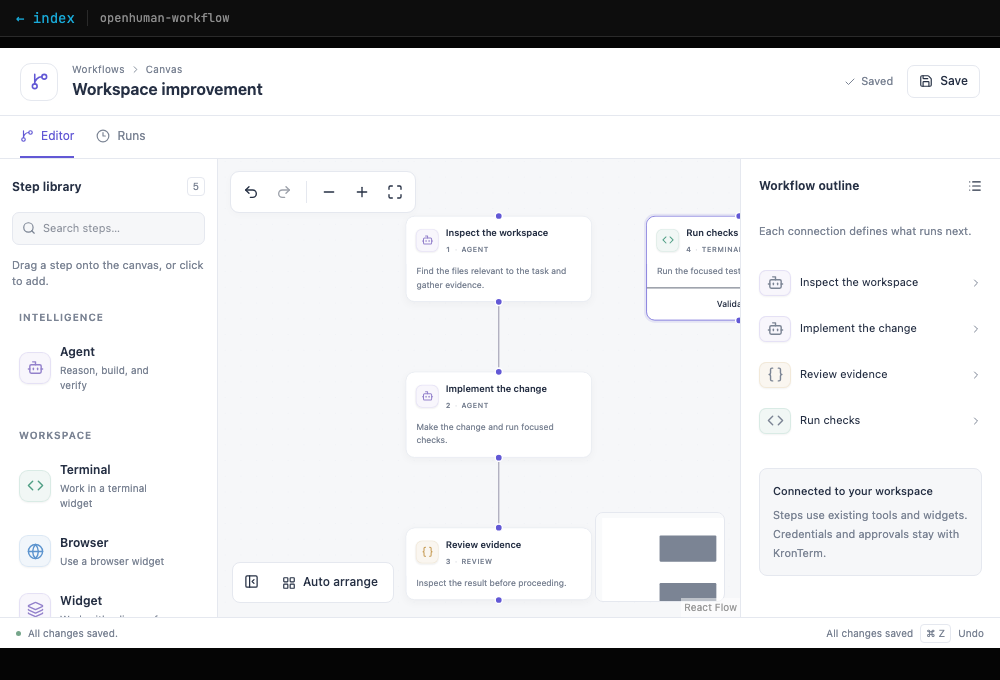 ← index
openhuman-workflow
Workflows > Canvas
Workspace improvement
Saved
Save
Editor
Runs
Step library
5
Search steps...
Drag a step onto the canvas, or click
to add.
INTELLIGENCE
Agent
Reason, build, and
verify
WORKSPACE
Terminal
Work in a terminal
widget
Browser
Use a browser widget
Widget
Inspect the workspace
1 · AGENT
Find the files relevant to the task and
gather evidence.
Implement the change
2 · AGENT
Make the change and run focused
checks.
Review evidence
3 · REVIEW
Inspect the result before proceeding.
Run checks
4 · TERMINAL
Run the focused test
Valida
Auto arrange
React Flow
Workflow outline
Each connection defines what runs next.
Inspect the workspace
Implement the change
Review evidence
Run checks
Connected to your workspace
Steps use existing tools and widgets.
Credentials and approvals stay with
KronTerm.
All changes saved.
All changes saved
⌘ Z
Undo